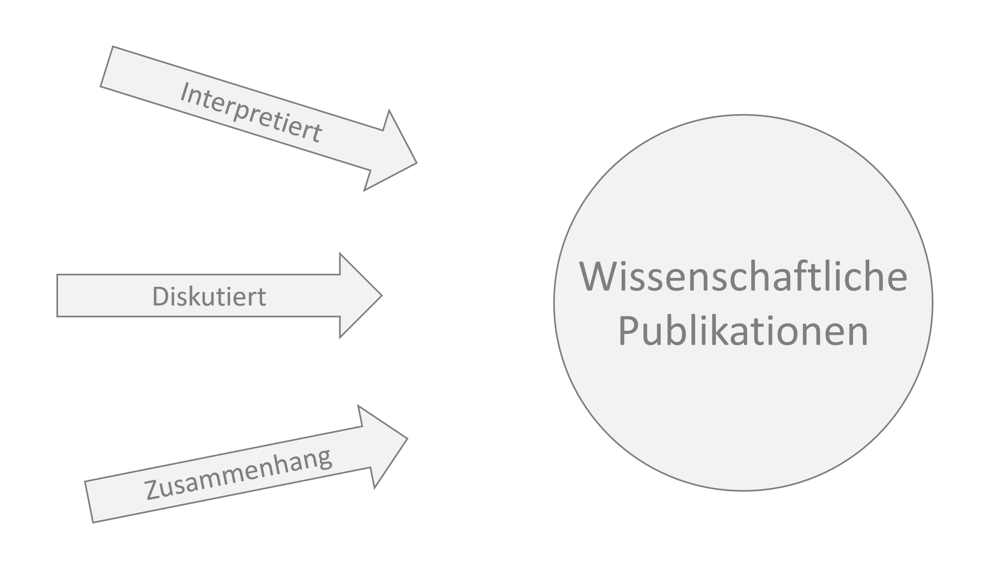 Interpretiert
Diskutiert
Zusammenhang
Wissenschaftliche
Publikationen